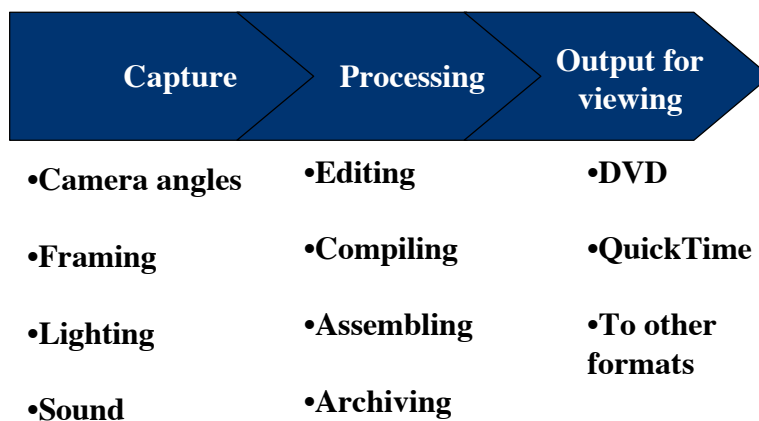 Capture
Processing
Output for
viewing
•Camera angles
•Framing
•Lighting
•Sound
•Editing
•Compiling
•Assembling
•Archiving
•DVD
•QuickTime
•To other
formats